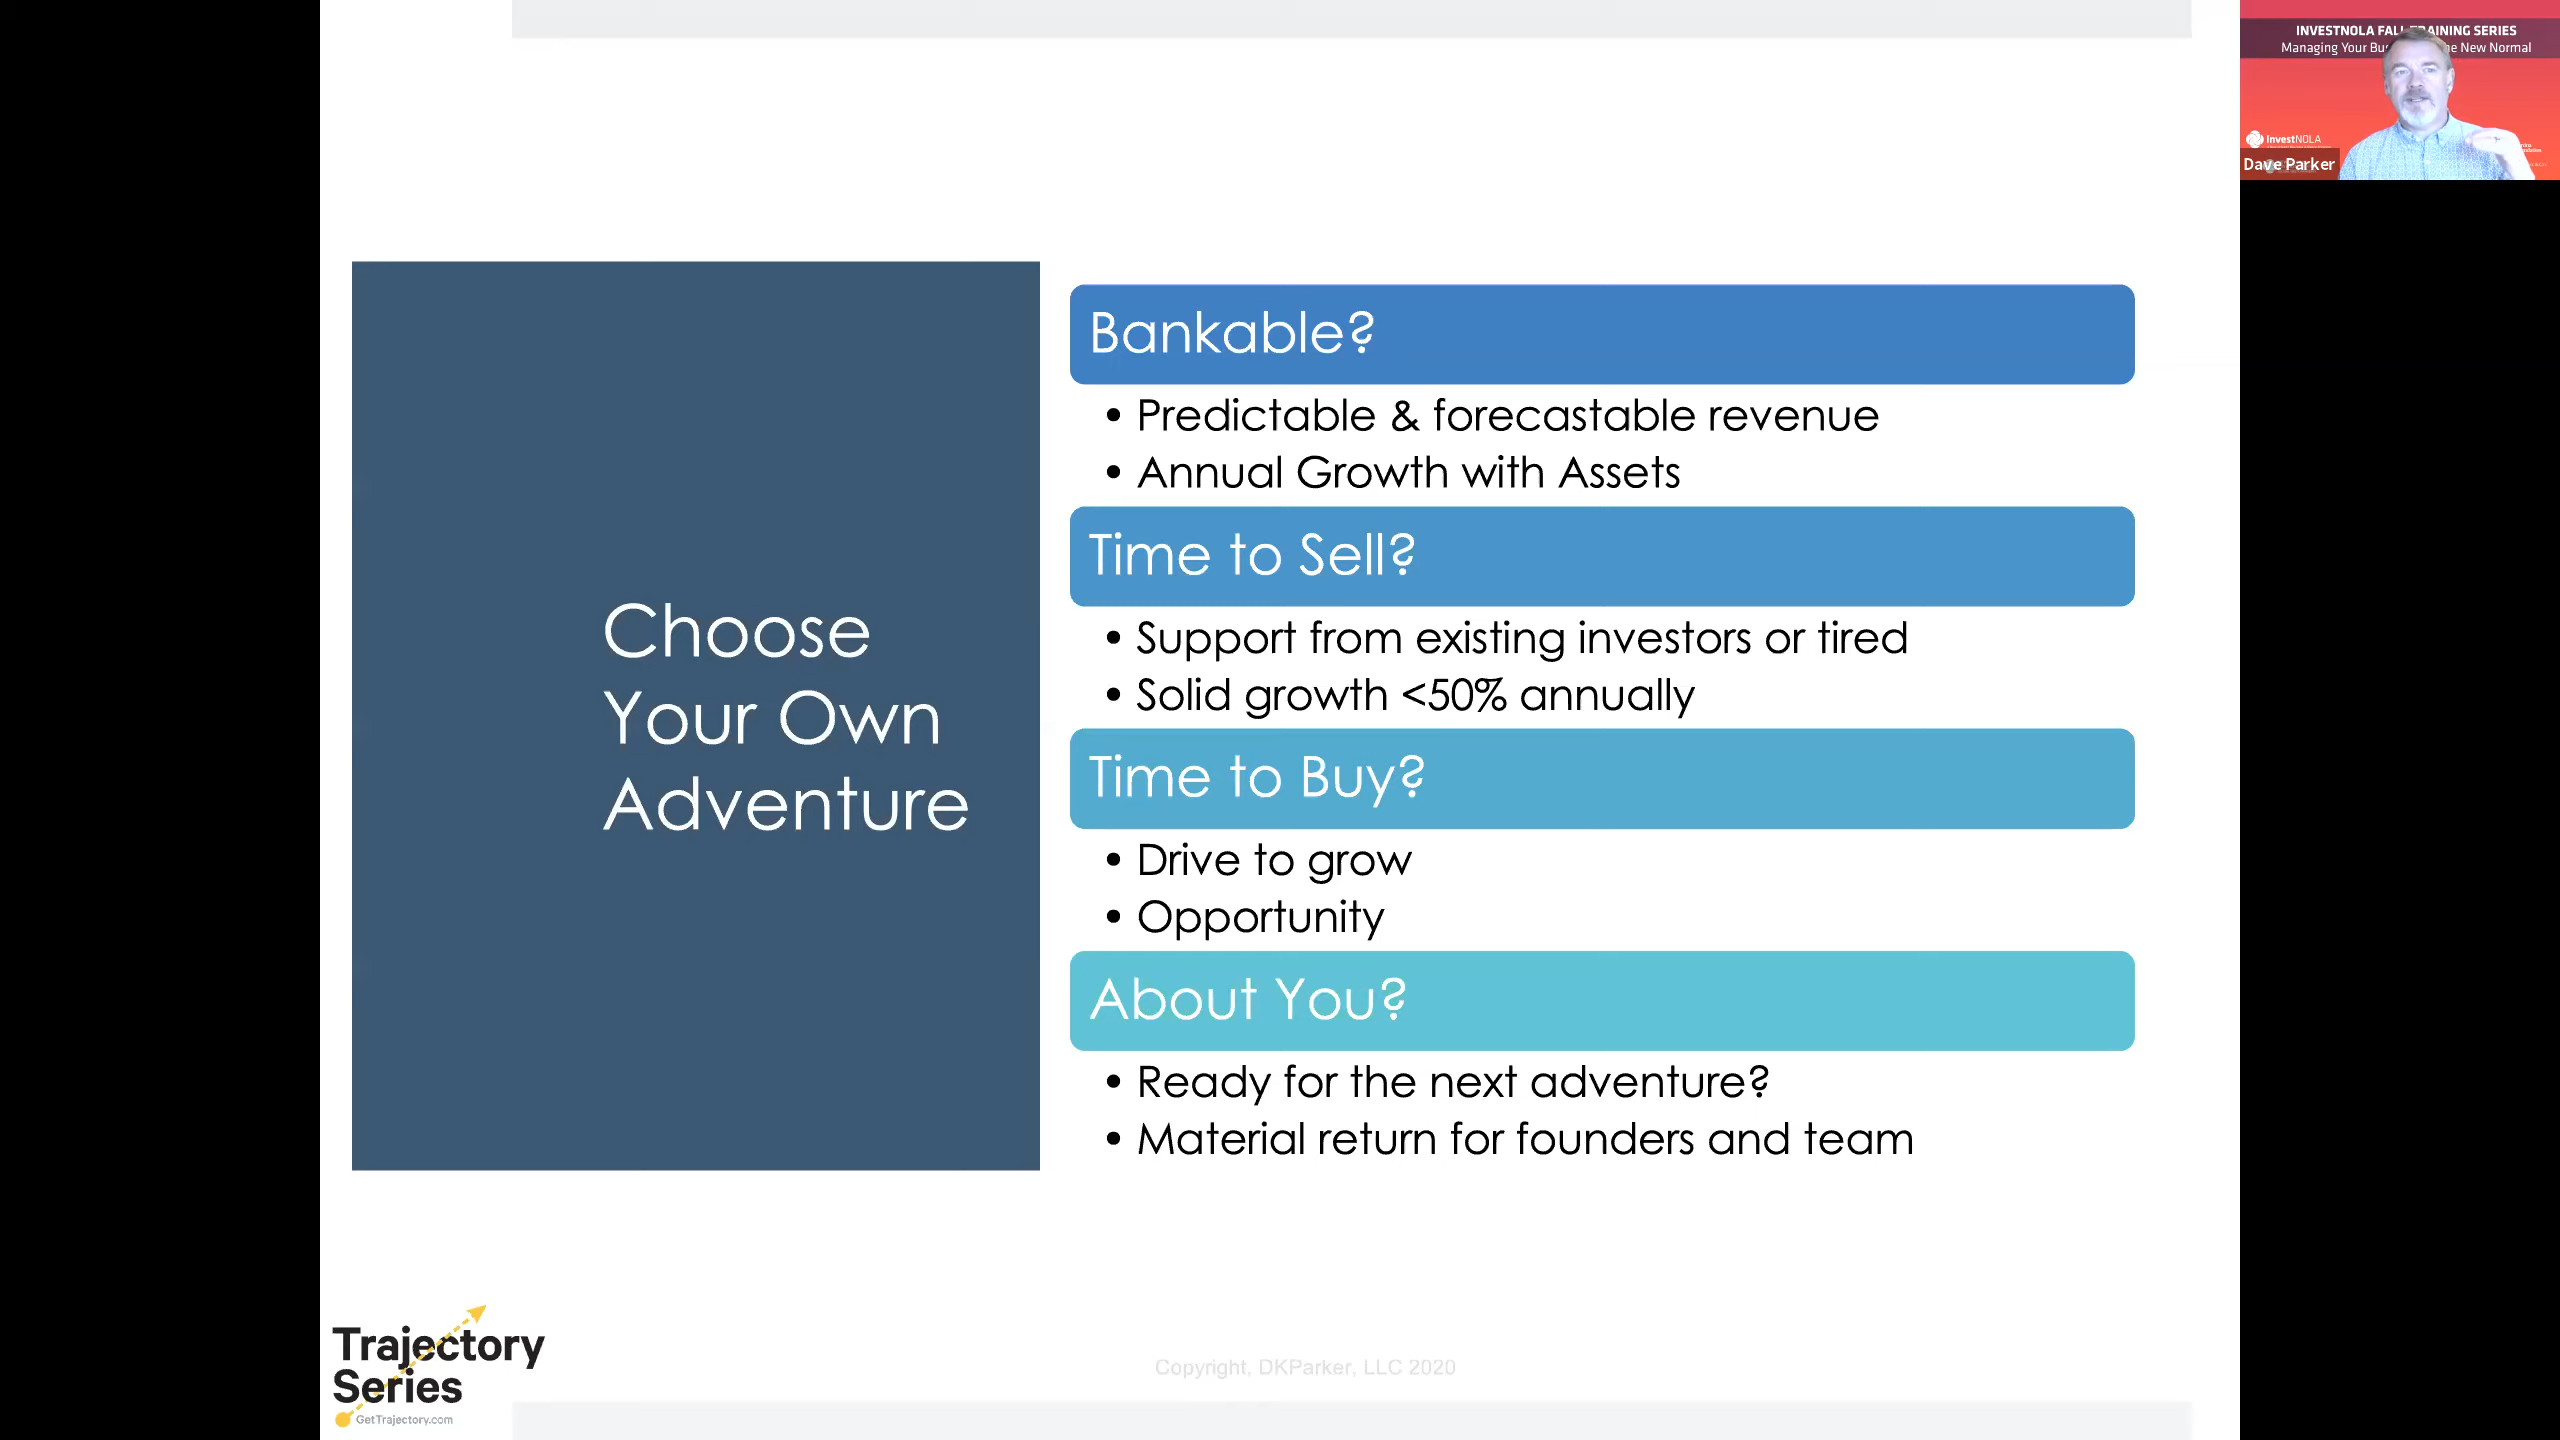 INVESTNOLA FALL TRAINING SERIES
Managing Your Bus he New Normal
InvestNOLA
Dave Parker
Choose
Your Own
Adventure
Bankable?
• Predictable & forecastable revenue
• Annual Growth with Assets
Time to Sell?
• Support from existing investors or tired
• Solid growth <50% annually
Time to Buy?
• Drive to grow
• Opportunity
About You?
• Ready for the next adventure?
• Material return for founders and team
Trajectory
Series
GetTrajectory.com
Copyright, DKParker, LLC 2020